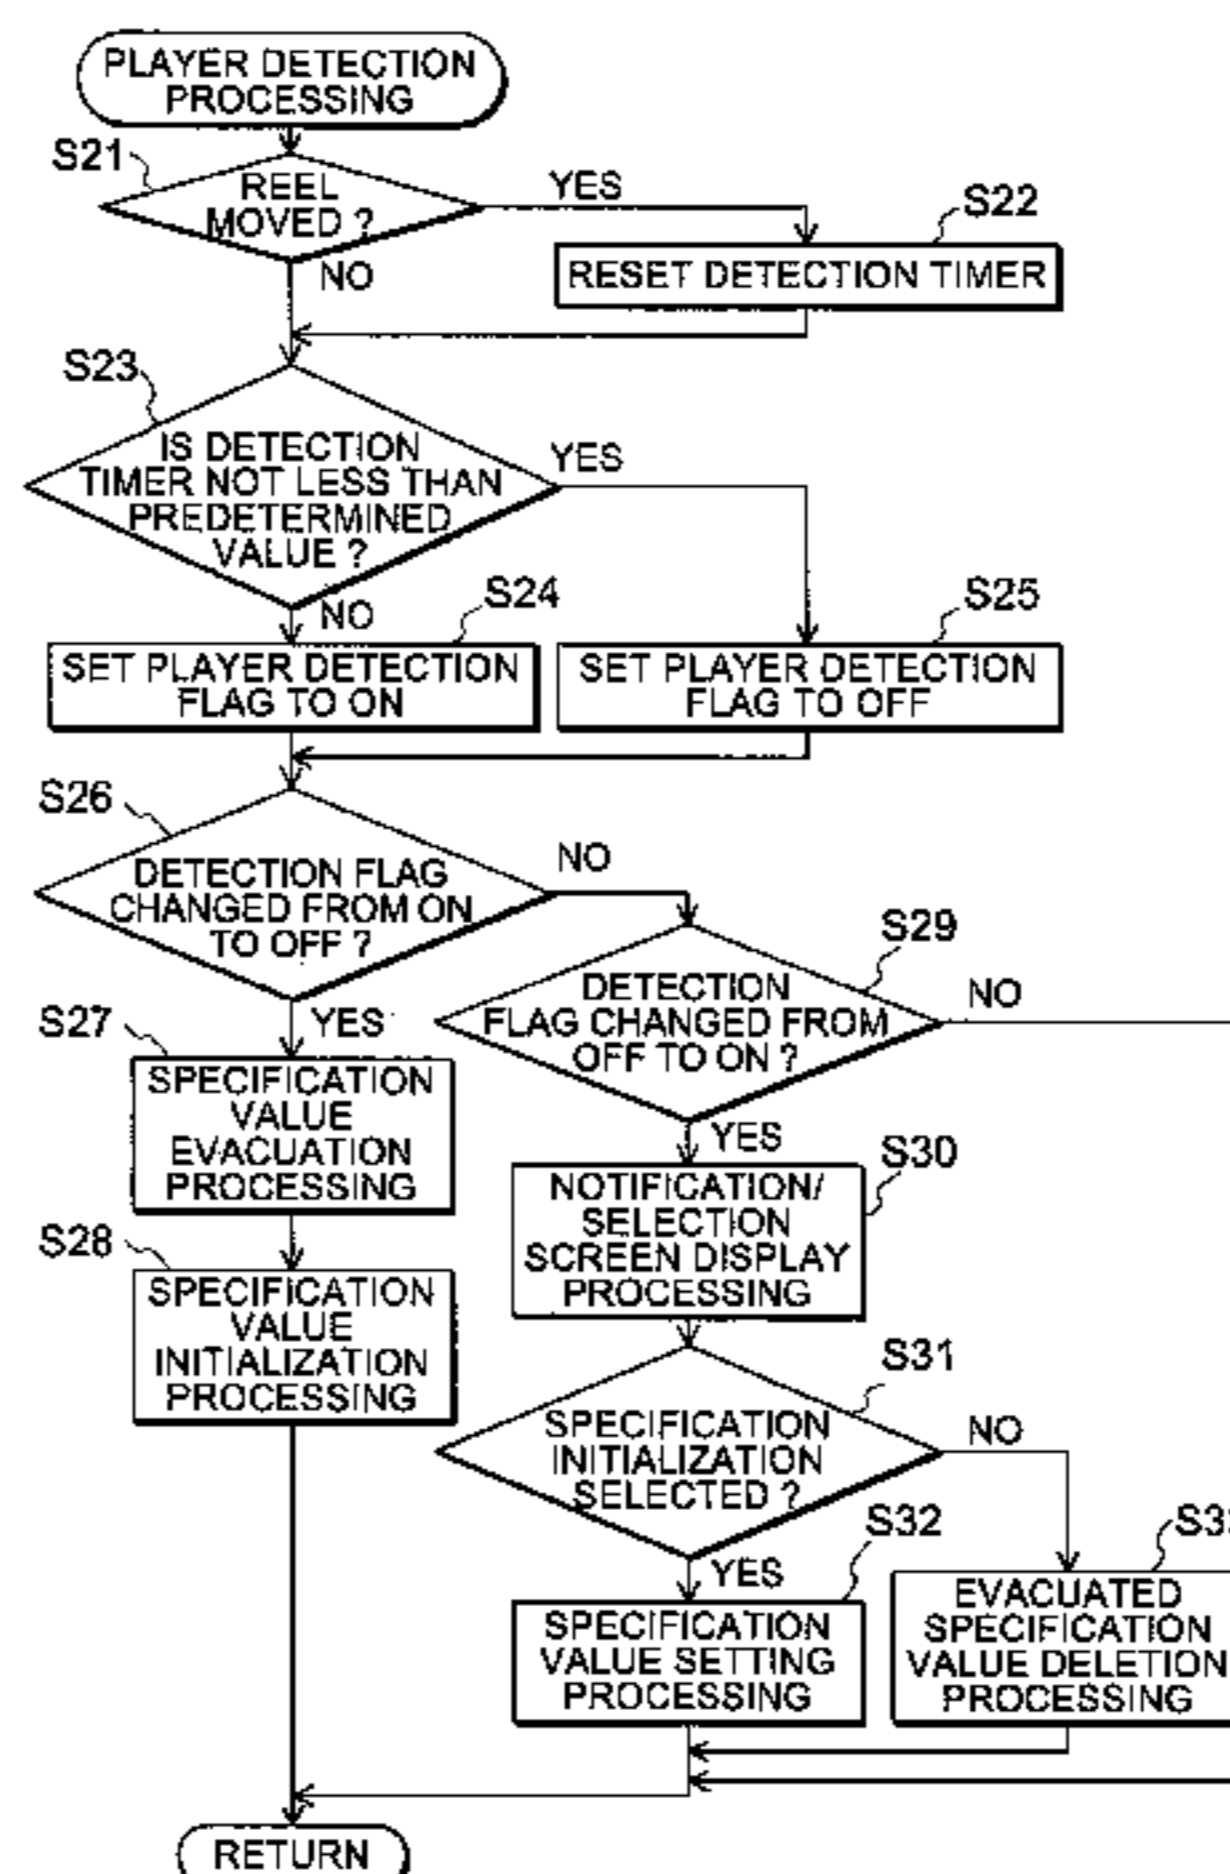 PLAYER DETECTION
PROCESSING
S21
REEL
MOVED ?
YES
S22
RESET DETECTION TIMER
NO
S23
IS DETECTION
TIMER NOT LESS THAN
PREDETERMINED
VALUE ?
YES
NO
S24
SET PLAYER DETECTION
FLAG TO ON
S25
SET PLAYER DETECTION
FLAG TO OFF
S26
DETECTION FLAG
CHANGED FROM ON
TO OFF ?
NO
YES
S29
DETECTION
FLAG CHANGED FROM
OFF TO ON ?
NO
YES
S27
SPECIFICATION
VALUE
EVACUATION
PROCESSING
S28
SPECIFICATION
VALUE
INITIALIZATION
PROCESSING
S30
NOTIFICATION/
SELECTION
SCREEN DISPLAY
PROCESSING
S31
SPECIFICATION
INITIALIZATION
SELECTED ?
NO
YES
S32
SPECIFICATION
VALUE SETTING
PROCESSING
EVACUATED
SPECIFICATION
VALUE DELETION
PROCESSING
RETURN